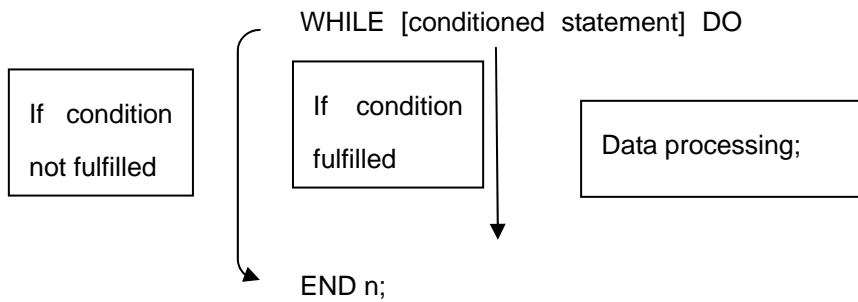 WHILE [conditioned statement] DO
If condition
not fulfilled
If condition
fulfilled
Data processing;
END n;